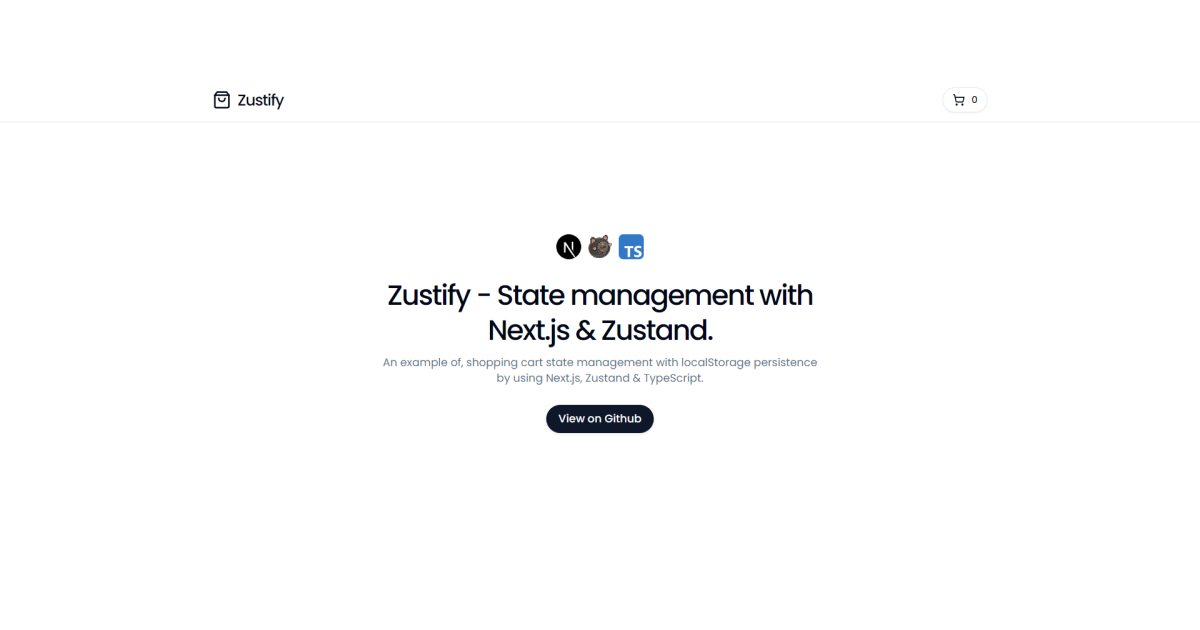 Zustify
0
N
TS
Zustify - State management with
Next.js & Zustand.
An example of, shopping cart state management with localStorage persistence
by using Next.js, Zustand & TypeScript.
View on Github